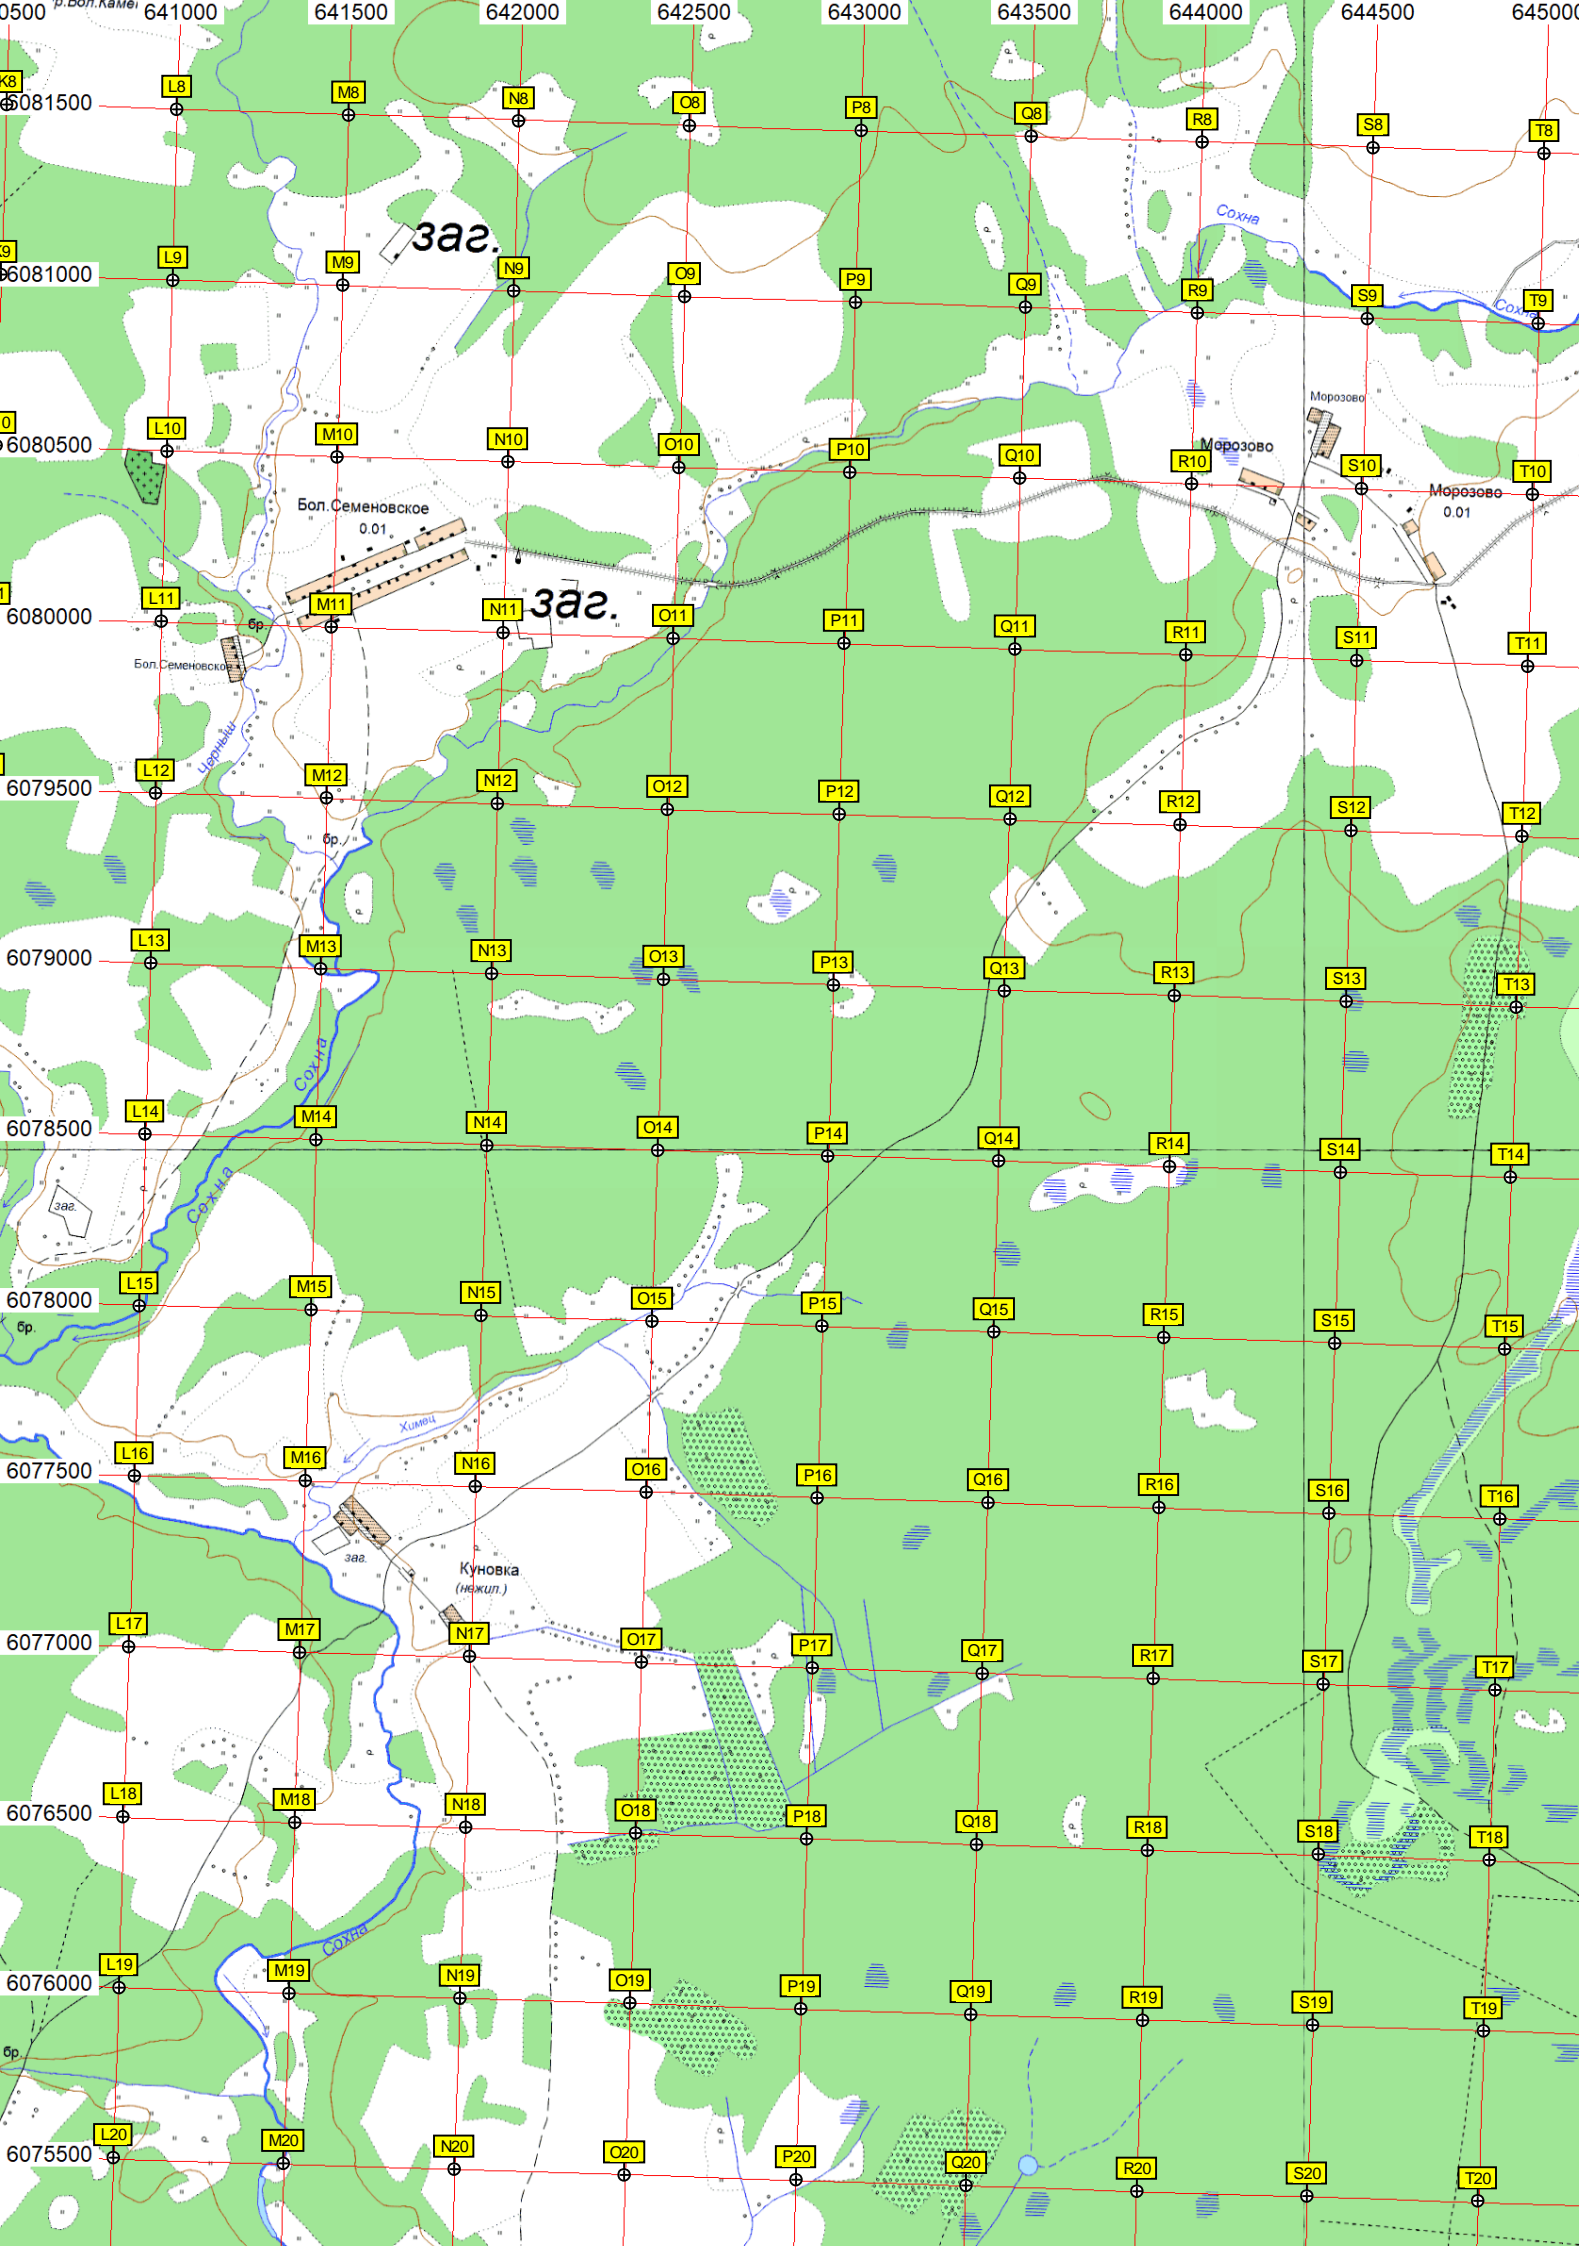 641000 641500 642000 642500 643000 643500 644000 644500
L8 M8 N8 O8 P8 Q8 R8 S8 T8
6081500
Сохна
заг.
L9 M9 N9 O9 P9 Q9 R9 S9 T9
6081000
Сохна
Морозово
L10 M10 N10 O10 P10 Q10 R10 S10 T10
6080500
Морозово
Морозово
0.01
Бол.Семеновское
0.01
заг.
L11 M11 N11 O11 P11 Q11 R11 S11 T11
6080000
бр.
Бол.Семеновское
Черныш
L12 M12 N12 O12 P12 Q12 R12 S12 T12
6079500
бр.
L13 M13 N13 O13 P13 Q13 R13 S13 T13
6079000
Сохна
L14 M14 N14 O14 P14 Q14 R14 S14 T14
6078500
Сохна
заг.
L15 M15 N15 O15 P15 Q15 R15 S15 T15
6078000
бр.
Химец
L16 M16 N16 O16 P16 Q16 R16 S16 T16
6077500
заг.
Куновка
(нежил.)
L17 M17 N17 O17 P17 Q17 R17 S17 T17
6077000
L18 M18 N18 O18 P18 Q18 R18 S18 T18
6076500
Сохна
L19 M19 N19 O19 P19 Q19 R19 S19 T19
6076000
бр.
L20 M20 N20 O20 P20 Q20 R20 S20 T20
6075500